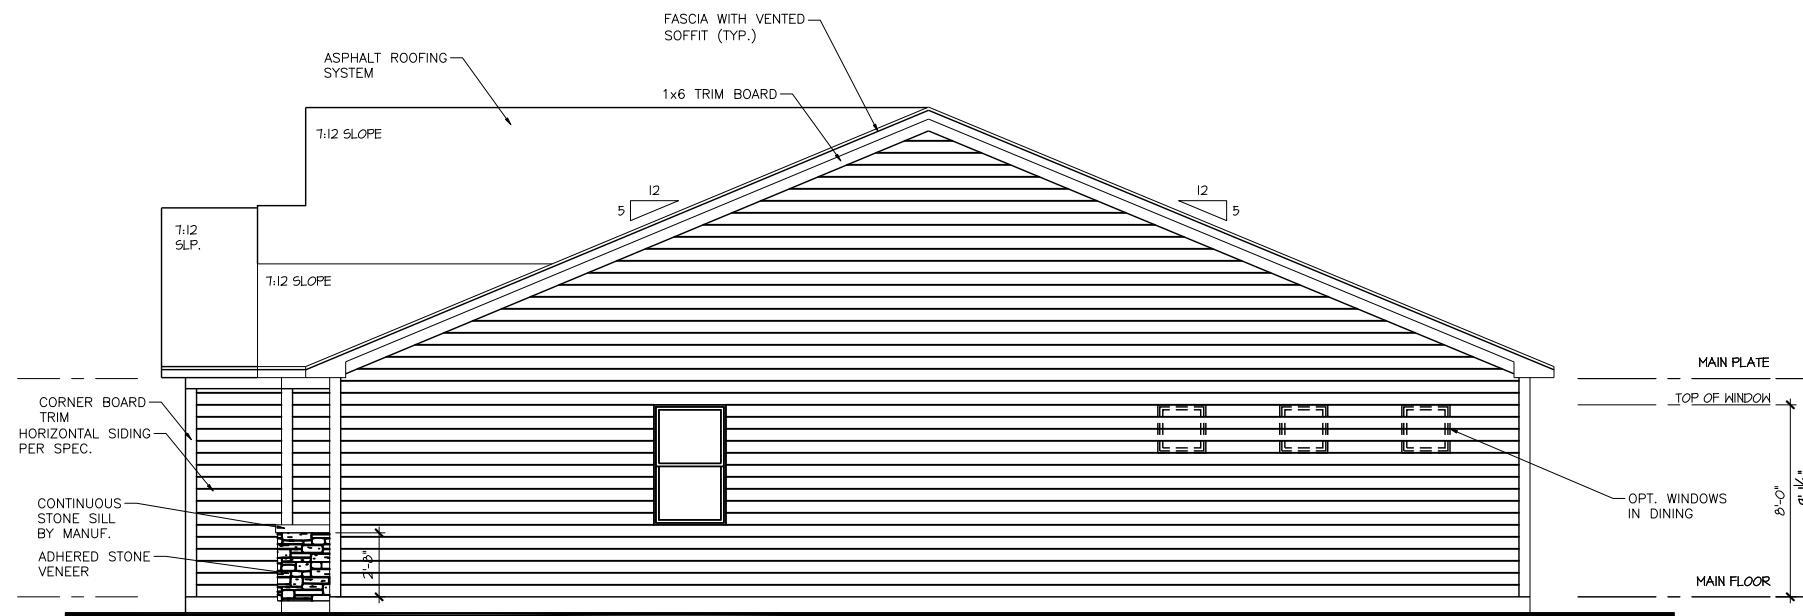 FASCIA WITH VENTED
SOFFIT (TYP.)
ASPHALT ROOFING
SYSTEM
1x6 TRIM BOARD
7:12 SLOPE
12
5
12
5
7:12
SLP.
7:12 SLOPE
MAIN PLATE
TOP OF WINDOW
CORNER BOARD
TRIM
HORIZONTAL SIDING
PER SPEC.
CONTINUOUS
STONE SILL
BY MANUF.
ADHERED STONE
VENEER
2'-8"
OPT. WINDOWS
IN DINING
8'-0"
MAIN FLOOR